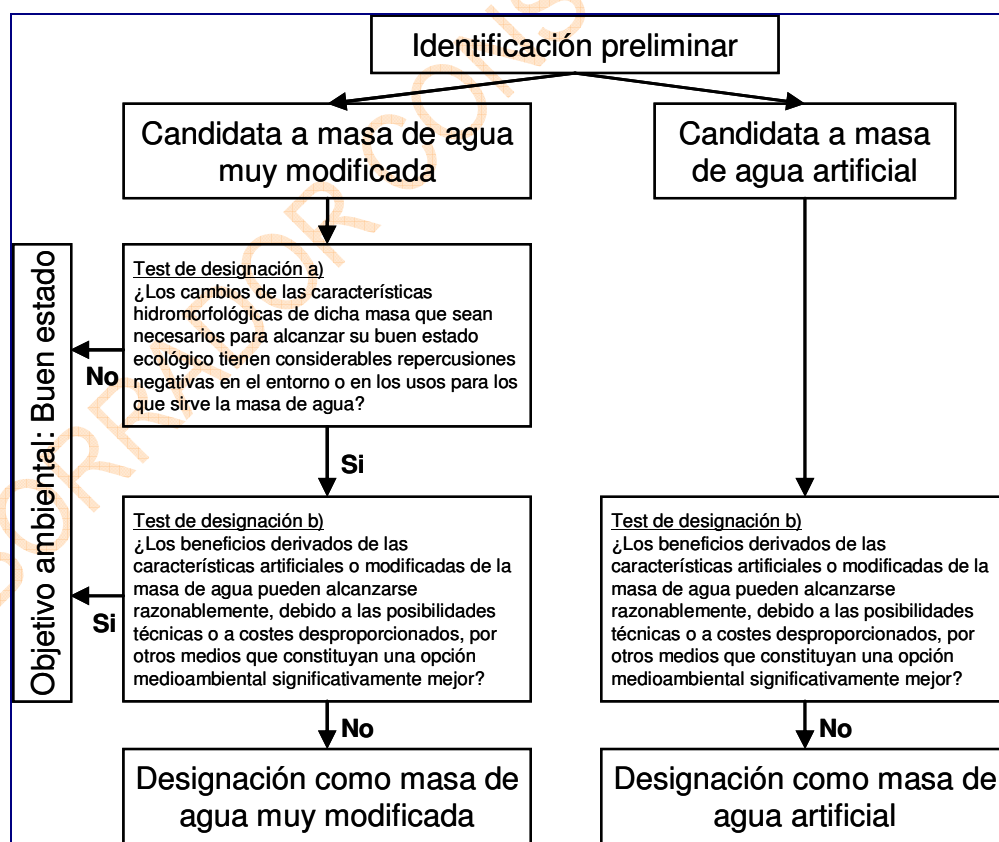 Identificación preliminar
Candidata a masa de agua
muy modificada
Candidata a masa
de agua artificial
Objetivo ambiental: Buen estado
Test de designación a)
¿Los cambios de las características
hidromorfológicas de dicha masa que sean
necesarios para alcanzar su buen estado
ecológico tienen considerables repercusiones
negativas en el entorno o en los usos para los
que sirve la masa de agua?
No
Si
Test de designación b)
¿Los beneficios derivados de las
características artificiales o modificadas de la
masa de agua pueden alcanzarse
razonablemente, debido a las posibilidades
técnicas o a costes desproporcionados, por
otros medios que constituyan una opción
medioambiental significativamente mejor?
Si
No
Designación como masa de
agua muy modificada
Test de designación b)
¿Los beneficios derivados de las
características artificiales o modificadas de la
masa de agua pueden alcanzarse
razonablemente, debido a las posibilidades
técnicas o a costes desproporcionados, por
otros medios que constituyan una opción
medioambiental significativamente mejor?
No
Designación como masa de
agua artificial